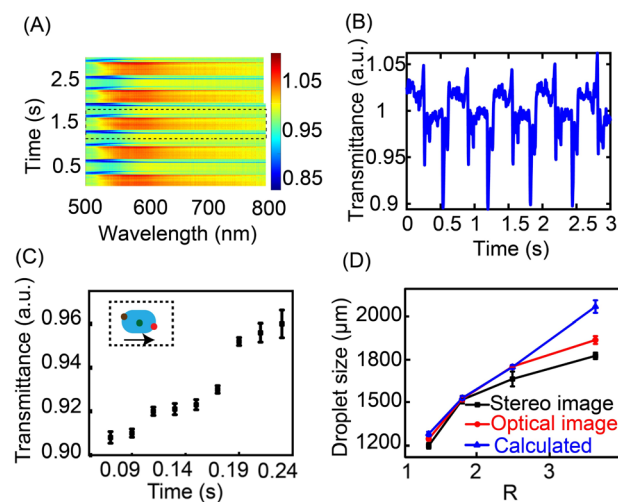 (A)
Time (s)
2.5
1.5
0.5
500 600 700 800
Wavelength (nm)
1.05
0.95
0.85
(B)
Transmittance (a.u.)
1.05
1
0.95
0.9
0 0.5 1 1.5 2 2.5 3
Time (s)
(C)
Transmittance (a.u.)
0.96
0.94
0.92
0.90
0.09 0.14 0.19 0.24
Time (s)
(D)
Droplet size (µm)
2000
1800
1500
1200
Stereo image
Optical image
Calculated
1 2 3
R